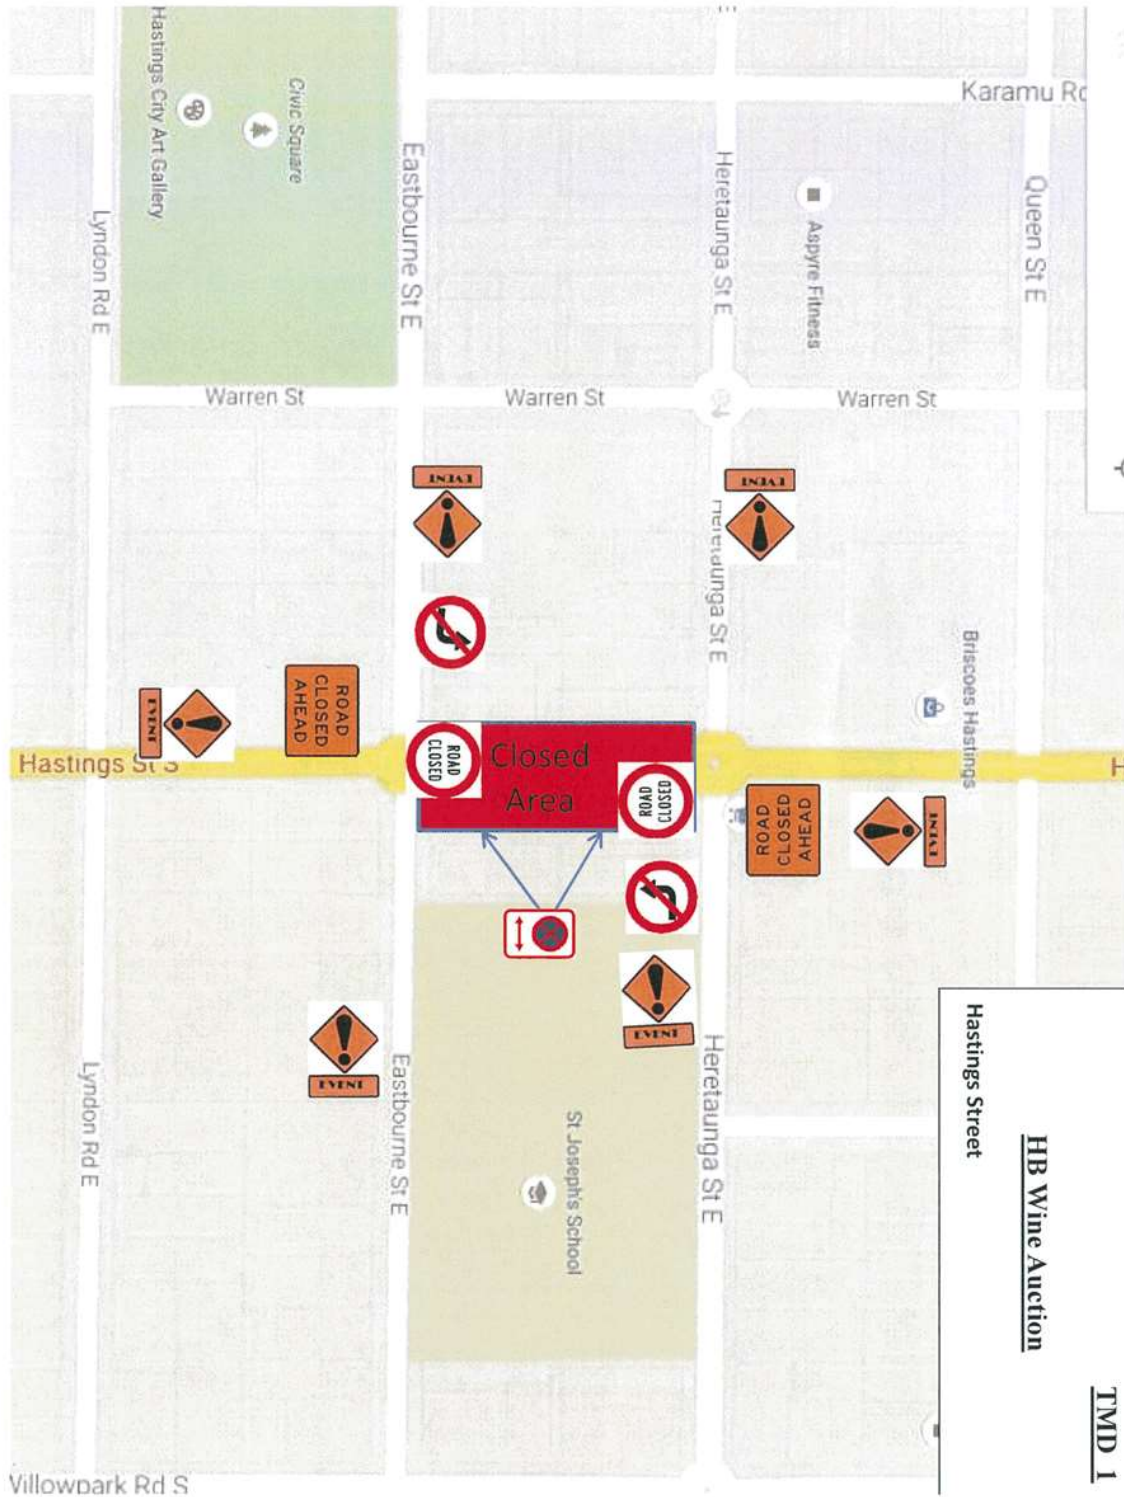 TMD 1
HB Wine Auction
Hastings Street
Karamu Rd
Queen St E
Heretaunga St E
Eastbourne St E
Lyndon Rd E
Civic Square
Hastings City Art Gallery
Aspyre Fitness
Warren St
Warren St
Warren St
EVENT
EVENT
Heretaunga St E
Briscoes Hastings
EVENT
ROAD
CLOSED
AHEAD
Hastings St S
ROAD
CLOSED
Closed
Area
ROAD
CLOSED
ROAD
CLOSED
AHEAD
EVENT
EVENT
EVENT
Heretaunga St E
St Joseph's School
Eastbourne St E
Lyndon Rd E
Willowpark Rd S